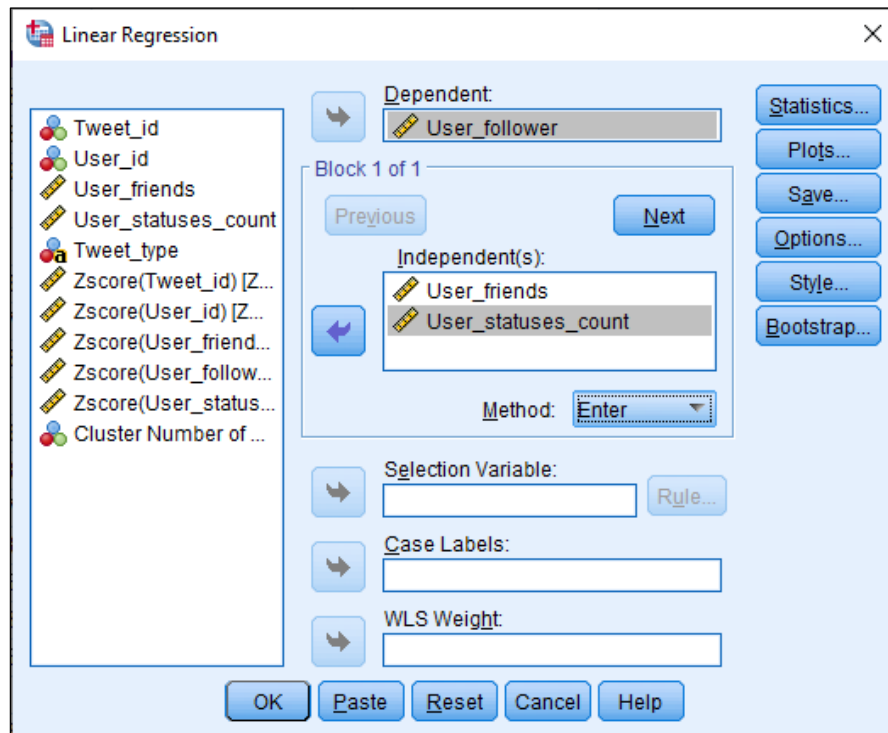 Linear Regression
Tweet_id
User_id
User_friends
User_statuses_count
Tweet_type
Zscore(Tweet_id) [Z...
Zscore(User_id) [Z...
Zscore(User_friend...
Zscore(User_follow...
Zscore(User_status...
Cluster Number of ...
Dependent:
User_follower
Block 1 of 1
Previous
Next
Independent(s):
User_friends
User_statuses_count
Method: Enter
Selection Variable:
Rule...
Case Labels:
WLS Weight:
Statistics...
Plots...
Save...
Options...
Style...
Bootstrap...
OK Paste Reset Cancel Help